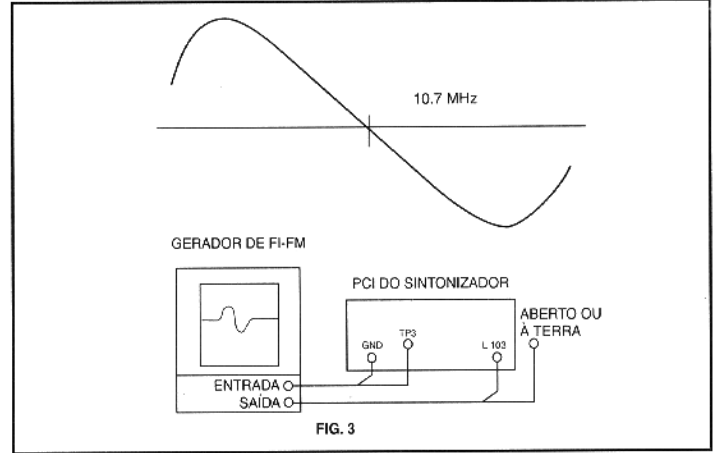 10.7 MHz
GERADOR DE FI-FM
PCI DO SINTONIZADOR
ABERTO OU
À TERRA
GND
TP3
L 103
ENTRADA
SAÍDA
FIG. 3